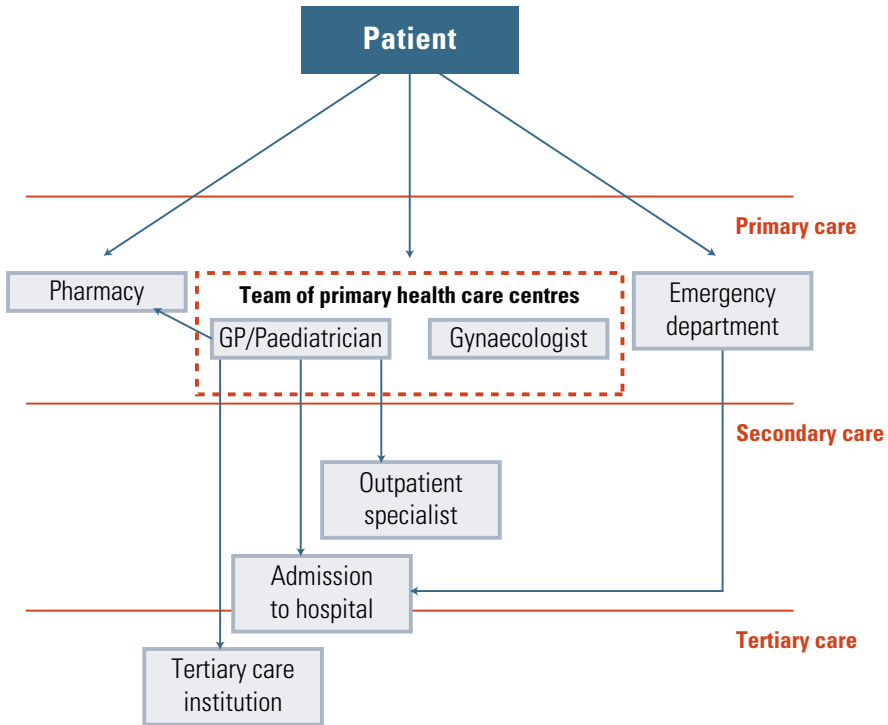 Patient
Primary care
Pharmacy
Team of primary health care centres
Emergency
department
GP/Paediatrician
Gynaecologist
Secondary care
Outpatient
specialist
Admission
to hospital
Tertiary care
Tertiary care
institution